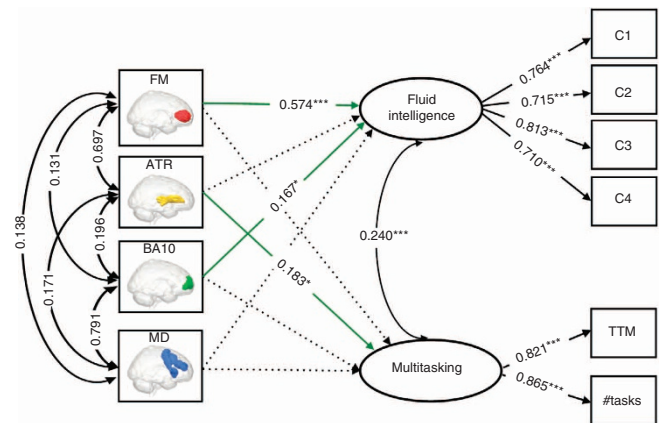 FM
ATR
BA10
MD
0.138
0.131
0.697
0.171
0.196
0.791
0.574***
0.167*
0.183*
Fluid
intelligence
0.240***
Multitasking
0.764***
0.715***
0.813***
0.710***
C1
C2
C3
C4
0.821***
0.865***
TTM
#tasks